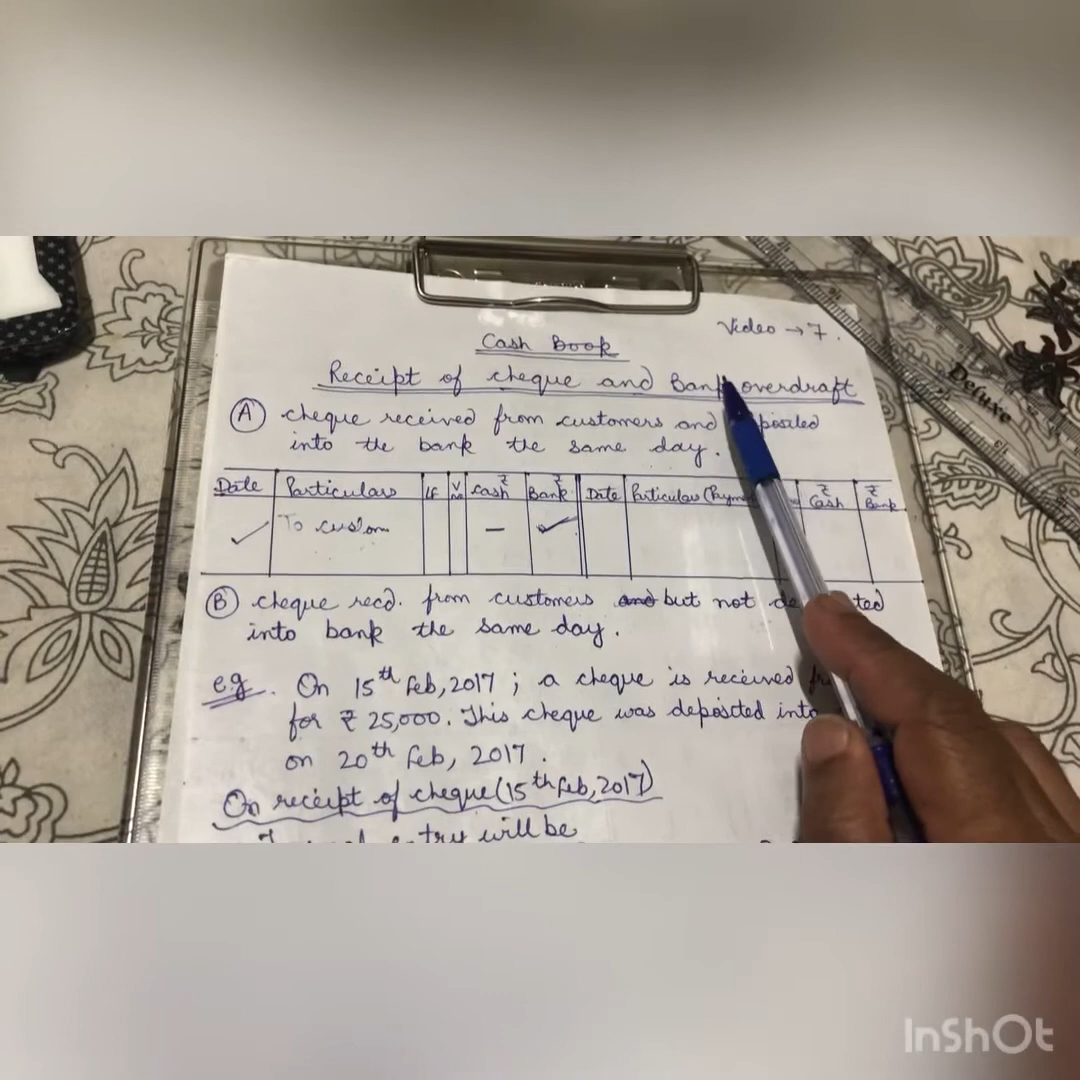 Video → 7.
Cash Book
Receipt of cheque and Bank overdraft
(A) cheque received from customers and
into the bank the same day.
Date Particulars LF V no ₹ Cash ₹ Bank Date Particulars ₹ Cash ₹ Bank
To custom –
(B) cheque recd. from customers and but not
into bank the same day.
e.g. On 15th Feb, 2017 ; a cheque is received
for ₹ 25,000. This cheque was deposited into
on 20th Feb, 2017.
On receipt of cheque (15th Feb, 2017)
will be
Deluxe
InShOt